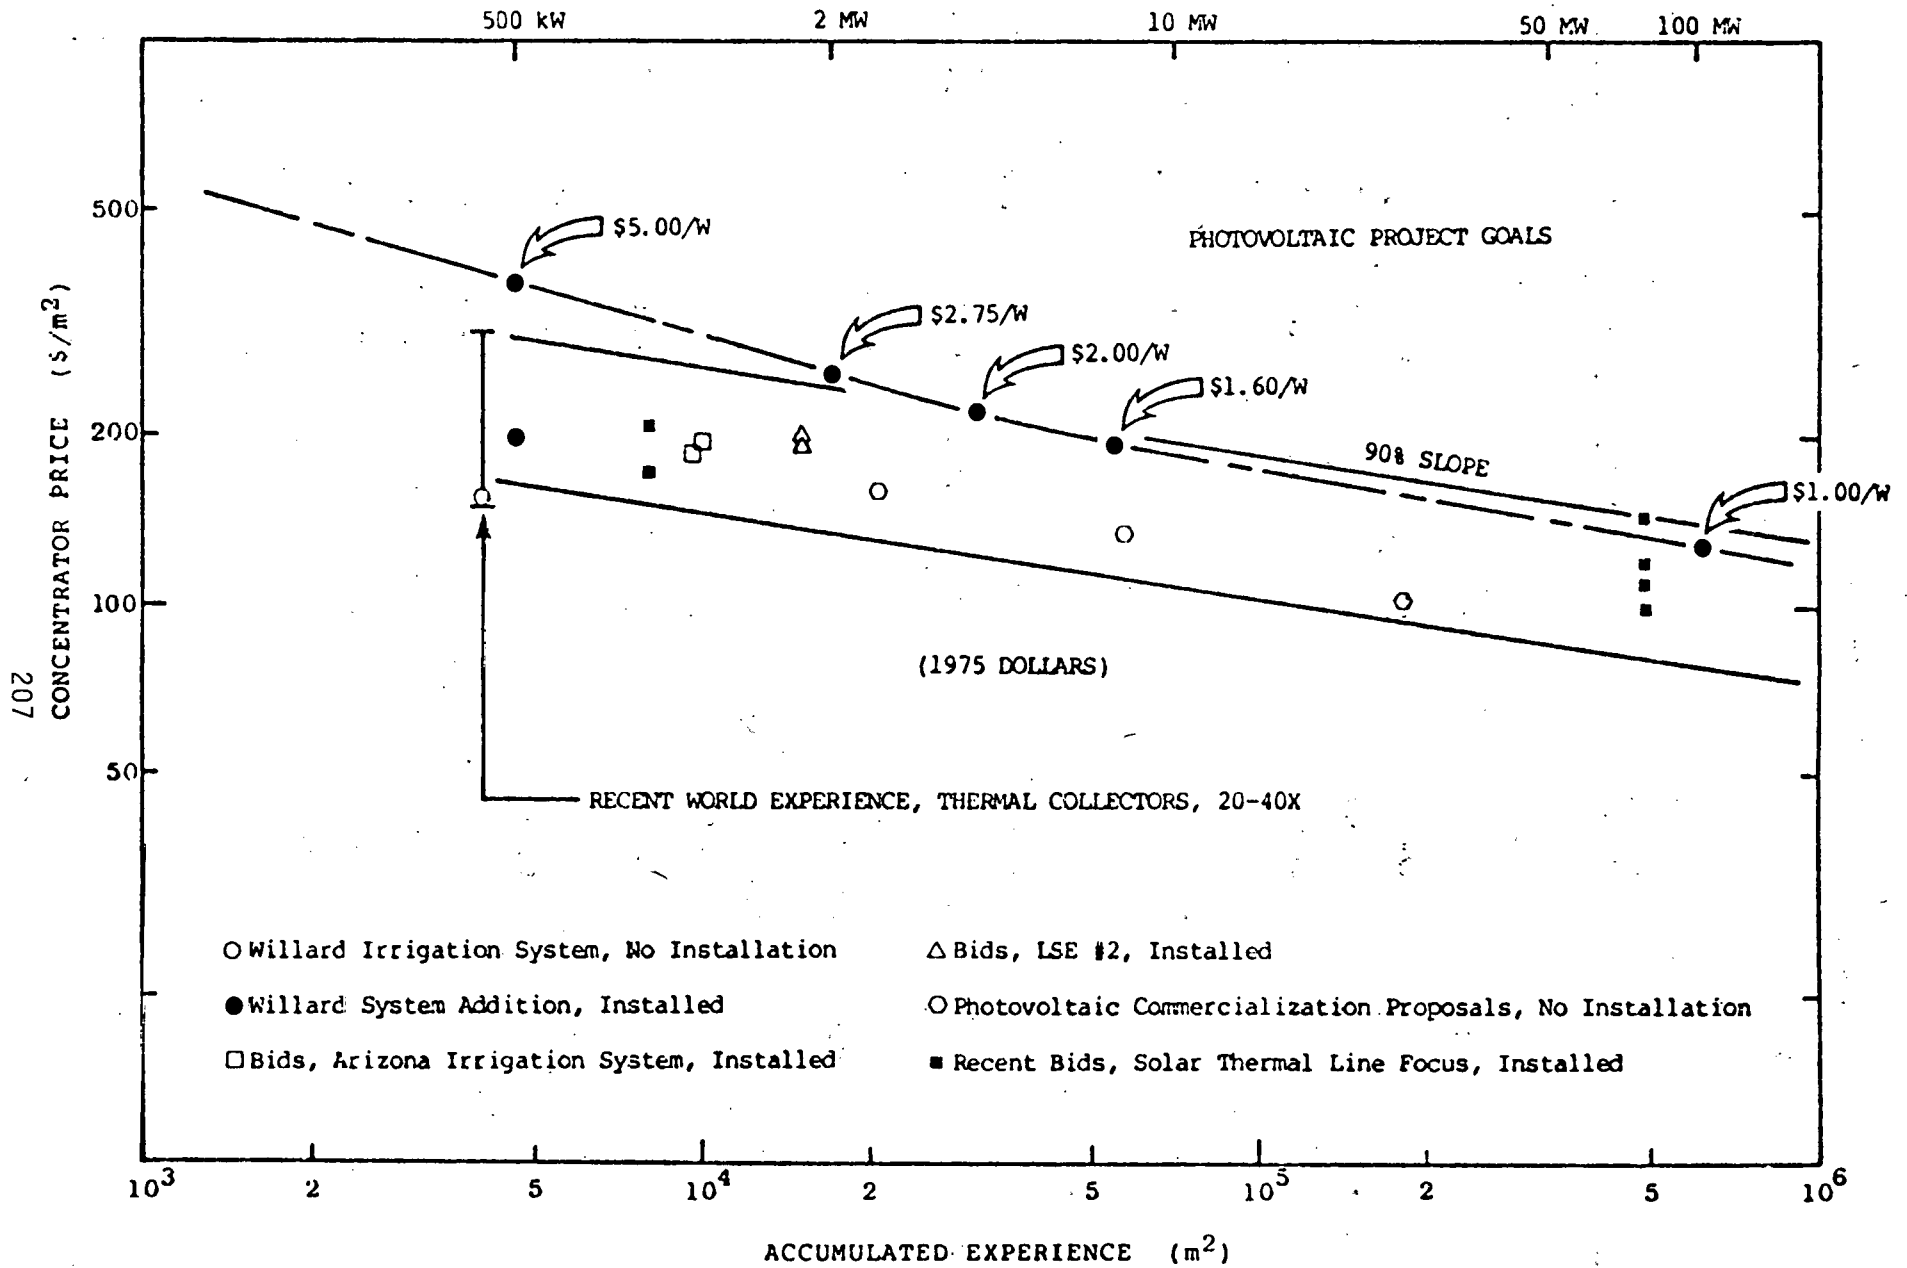 500 kW 2 MW 10 MW 50 MW 100 MW
500
$5.00/W
PHOTOVOLTAIC PROJECT GOALS
$2.75/W
$2.00/W
$1.60/W
200
90% SLOPE
$1.00/W
100
(1975 DOLLARS)
50
RECENT WORLD EXPERIENCE, THERMAL COLLECTORS, 20-40X
CONCENTRATOR PRICE ($/m²)
207
Willard Irrigation System, No Installation
Willard System Addition, Installed
Bids, Arizona Irrigation System, Installed
Bids, LSE #2, Installed
Photovoltaic Commercialization Proposals, No Installation
Recent Bids, Solar Thermal Line Focus, Installed
10³ 2 5 10⁴ 2 5 10⁵ 2 5 10⁶
ACCUMULATED EXPERIENCE (m²)